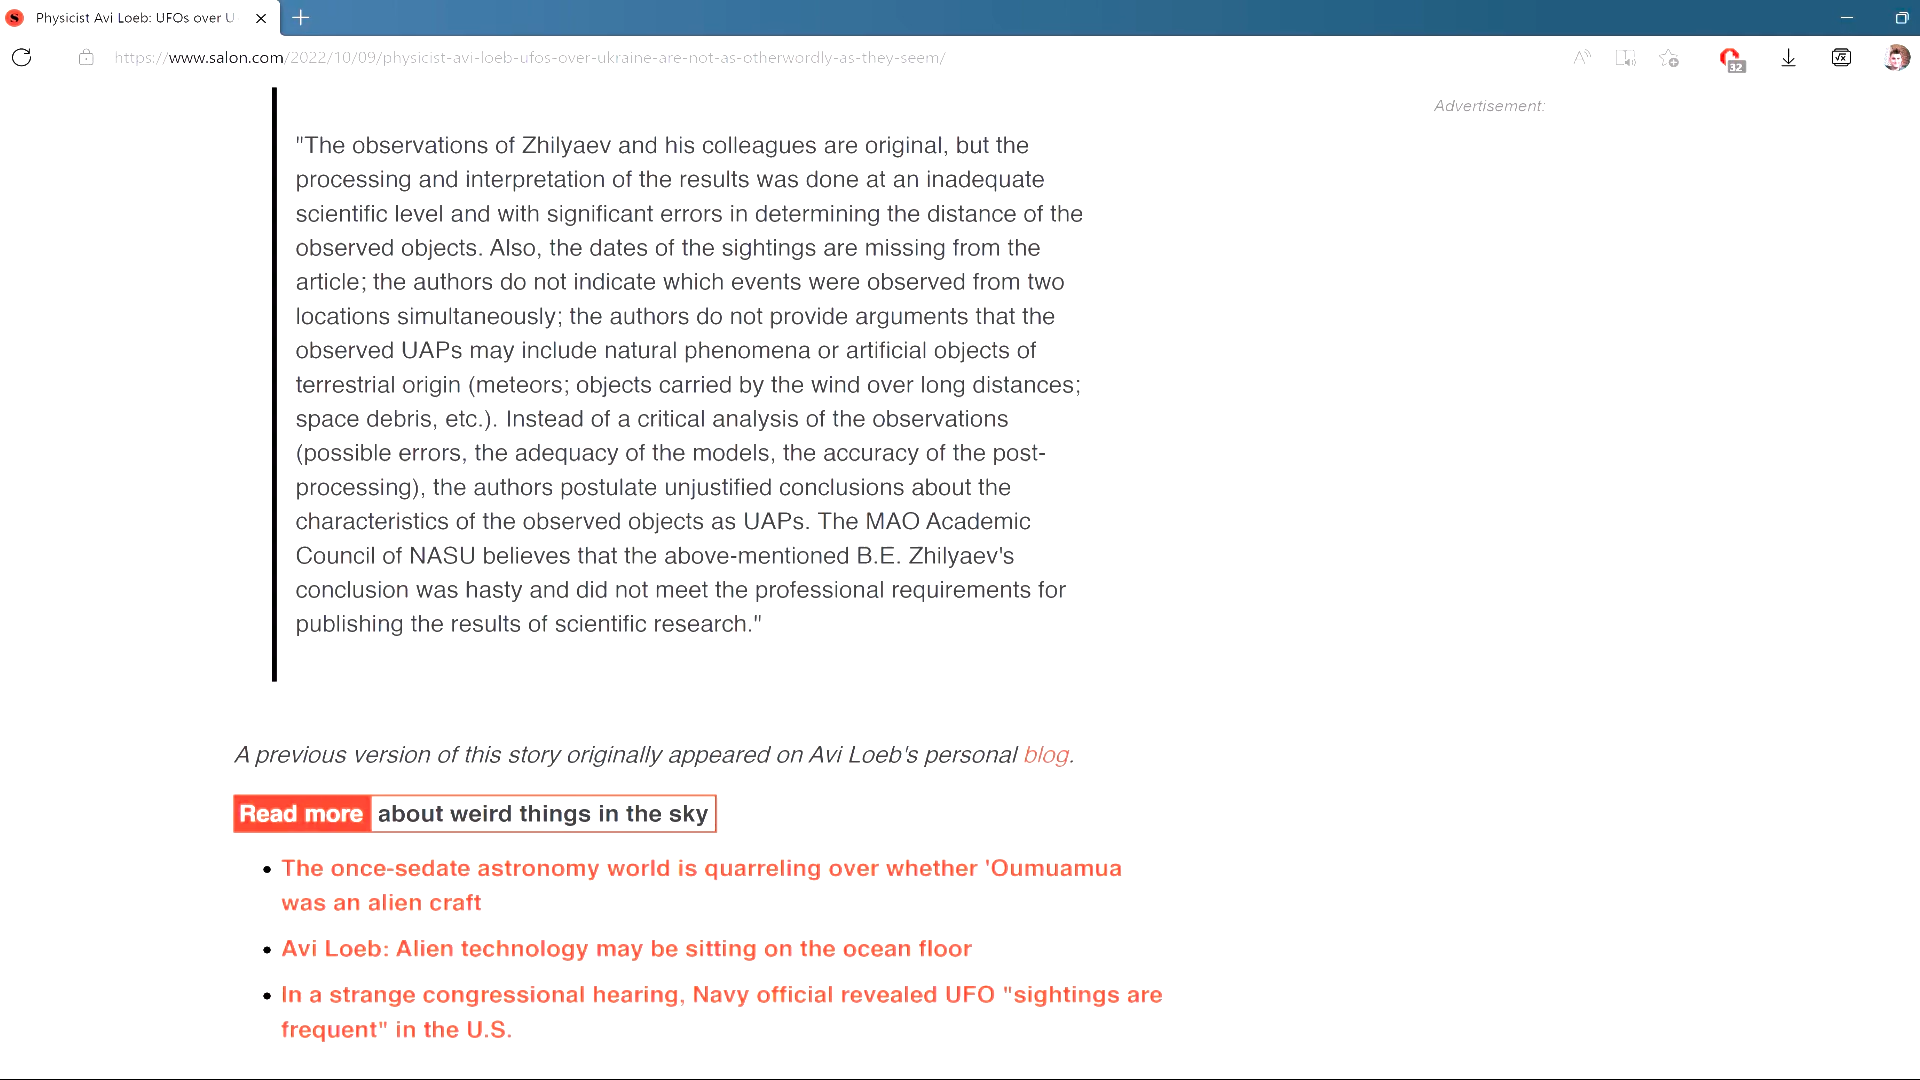 Physicist Avi Loeb: UFOs over U
https://www.salon.com/2022/10/09/physicist-avi-loeb-ufos-over-ukraine-are-not-as-otherwordly-as-they-seem/
32
Advertisement:
"The observations of Zhilyaev and his colleagues are original, but the
processing and interpretation of the results was done at an inadequate
scientific level and with significant errors in determining the distance of the
observed objects. Also, the dates of the sightings are missing from the
article; the authors do not indicate which events were observed from two
locations simultaneously; the authors do not provide arguments that the
observed UAPs may include natural phenomena or artificial objects of
terrestrial origin (meteors; objects carried by the wind over long distances;
space debris, etc.). Instead of a critical analysis of the observations
(possible errors, the adequacy of the models, the accuracy of the post-
processing), the authors postulate unjustified conclusions about the
characteristics of the observed objects as UAPs. The MAO Academic
Council of NASU believes that the above-mentioned B.E. Zhilyaev's
conclusion was hasty and did not meet the professional requirements for
publishing the results of scientific research."
A previous version of this story originally appeared on Avi Loeb's personal blog.
Read more about weird things in the sky
The once-sedate astronomy world is quarreling over whether 'Oumuamua
was an alien craft
Avi Loeb: Alien technology may be sitting on the ocean floor
In a strange congressional hearing, Navy official revealed UFO "sightings are
frequent" in the U.S.